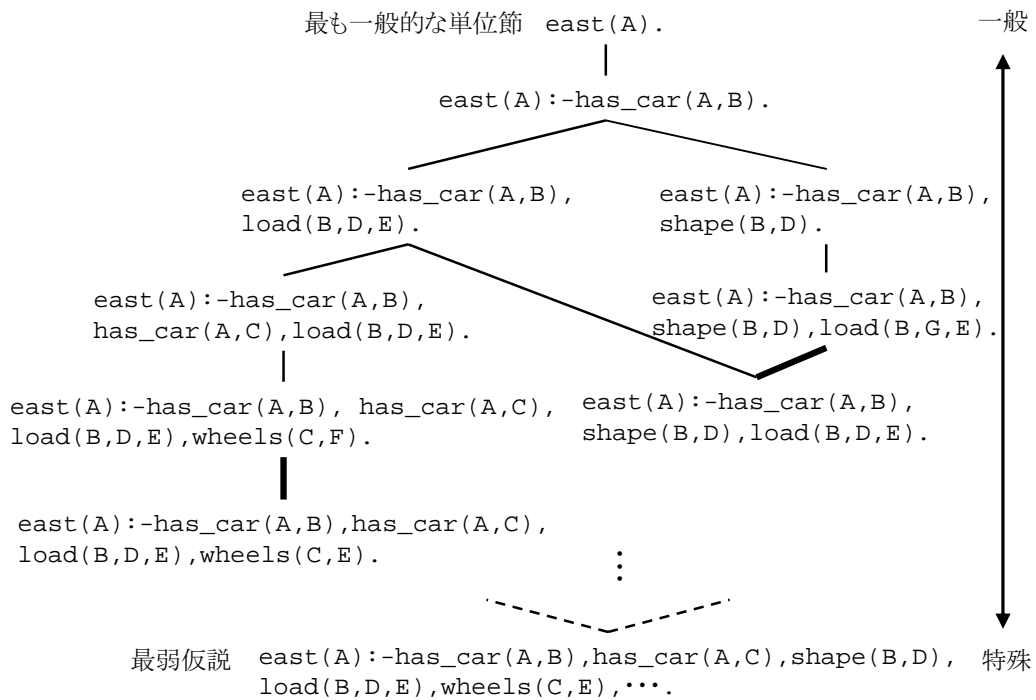 最も一般的な単位節 east(A).
一般
east(A):-has_car(A,B).
east(A):-has_car(A,B),
load(B,D,E).
east(A):-has_car(A,B),
shape(B,D).
east(A):-has_car(A,B),
has_car(A,C),load(B,D,E).
east(A):-has_car(A,B),
shape(B,D),load(B,G,E).
east(A):-has_car(A,B), has_car(A,C),
load(B,D,E),wheels(C,F).
east(A):-has_car(A,B),
shape(B,D),load(B,D,E).
east(A):-has_car(A,B),has_car(A,C),
load(B,D,E),wheels(C,E).
⋮
最弱仮説 east(A):-has_car(A,B),has_car(A,C),shape(B,D),
load(B,D,E),wheels(C,E),･･･.
特殊